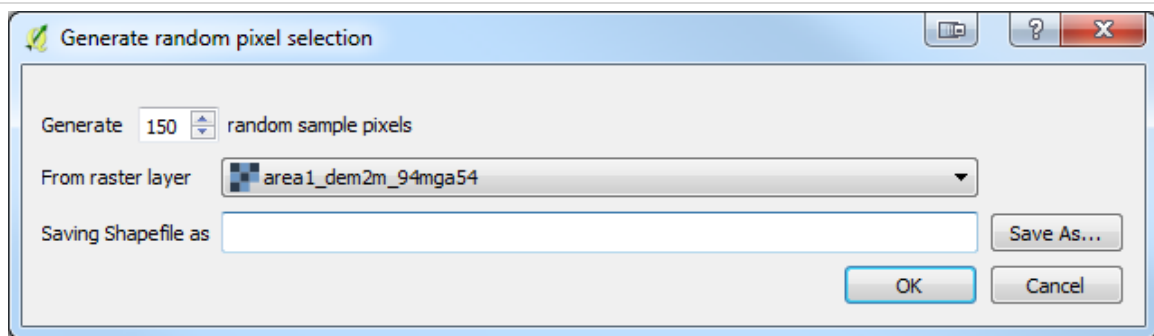 Generate random pixel selection
Generate 150 random sample pixels
From raster layer area1_dem2m_94mga54
Saving Shapefile as Save As...
OK Cancel